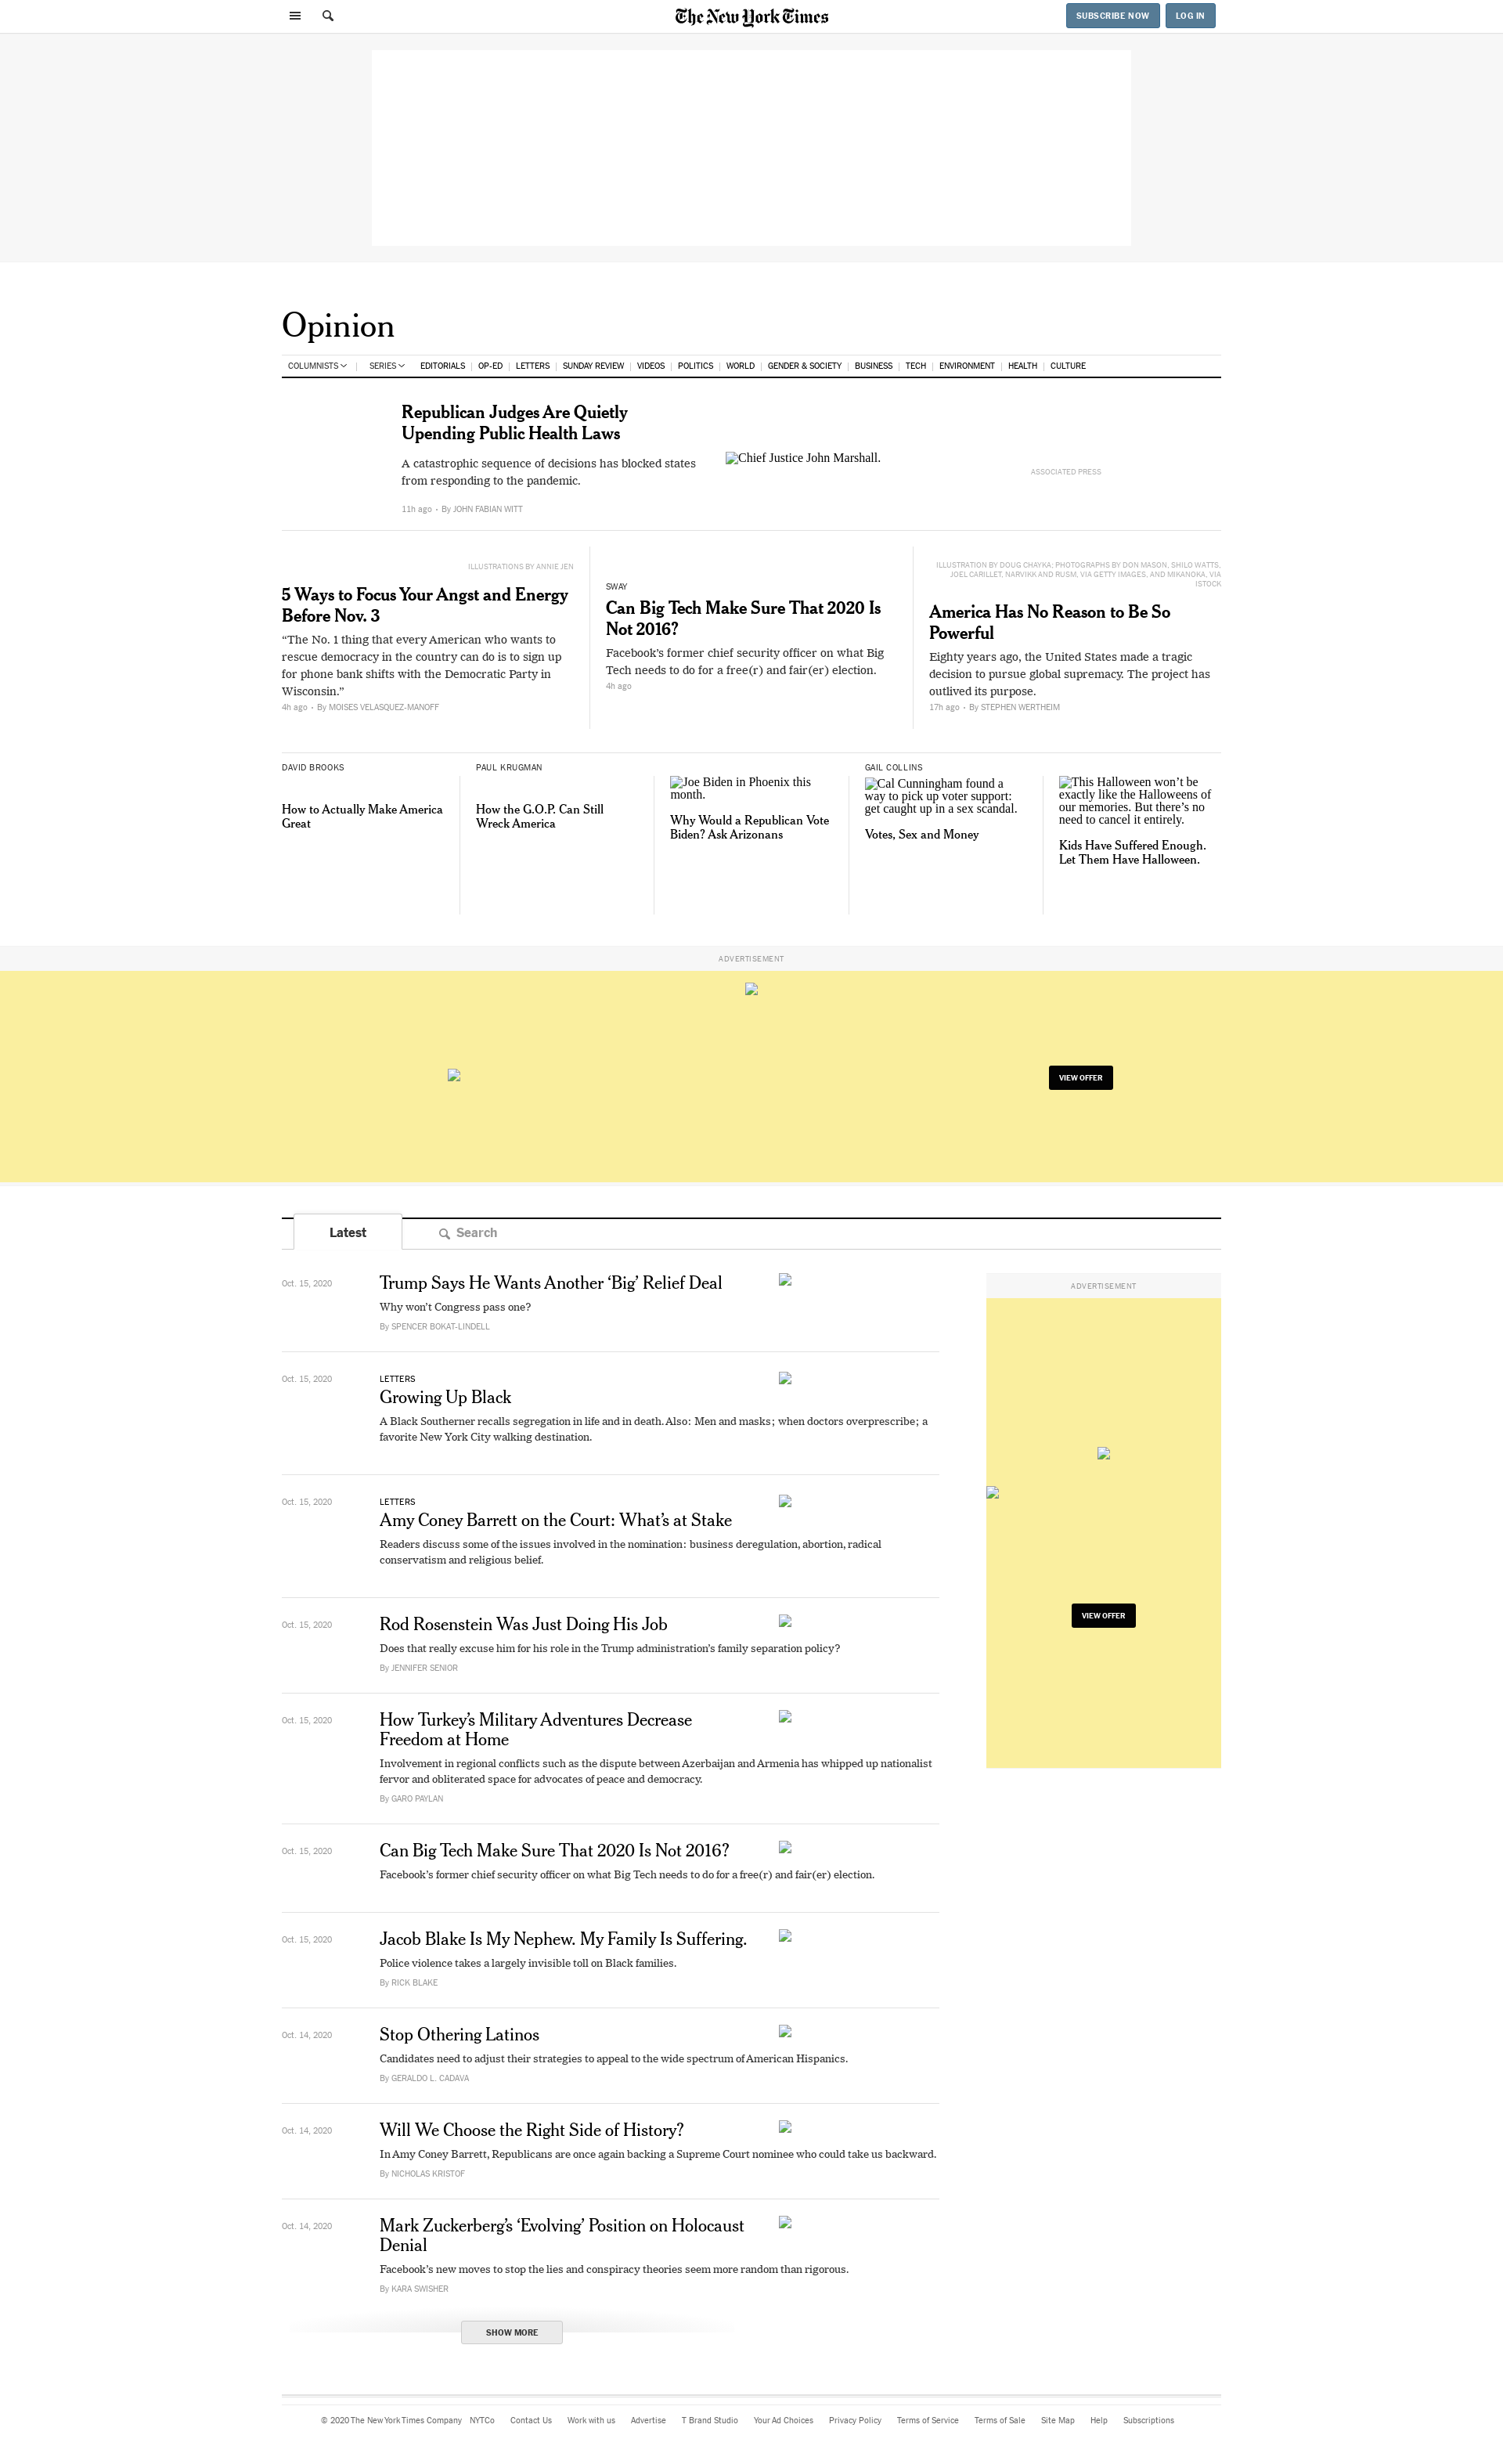 The New York Times
SUBSCRIBE NOW
LOG IN
Opinion
COLUMNISTS | SERIES EDITORIALS | OP-ED | LETTERS | SUNDAY REVIEW | VIDEOS | POLITICS | WORLD | GENDER & SOCIETY | BUSINESS | TECH | ENVIRONMENT | HEALTH | CULTURE
Republican Judges Are Quietly
Upending Public Health Laws
A catastrophic sequence of decisions has blocked states
from responding to the pandemic.
11h ago • By JOHN FABIAN WITT
Chief Justice John Marshall.
ASSOCIATED PRESS
ILLUSTRATIONS BY ANNIE JEN
5 Ways to Focus Your Angst and Energy
Before Nov. 3
“The No. 1 thing that every American who wants to
rescue democracy in the country can do is to sign up
for phone bank shifts with the Democratic Party in
Wisconsin.”
4h ago • By MOISES VELASQUEZ-MANOFF
SWAY
Can Big Tech Make Sure That 2020 Is
Not 2016?
Facebook’s former chief security officer on what Big
Tech needs to do for a free(r) and fair(er) election.
4h ago
ILLUSTRATION BY DOUG CHAYKA; PHOTOGRAPHS BY DON MASON, SHILO WATTS,
JOEL CARILLET, NARVIKK AND RUSM, VIA GETTY IMAGES, AND MIKANOKA, VIA
ISTOCK
America Has No Reason to Be So
Powerful
Eighty years ago, the United States made a tragic
decision to pursue global supremacy. The project has
outlived its purpose.
17h ago • By STEPHEN WERTHEIM
DAVID BROOKS
How to Actually Make America
Great
PAUL KRUGMAN
How the G.O.P. Can Still
Wreck America
Joe Biden in Phoenix this
month.
Why Would a Republican Vote
Biden? Ask Arizonans
GAIL COLLINS
Cal Cunningham found a
way to pick up voter support:
get caught up in a sex scandal.
Votes, Sex and Money
This Halloween won’t be
exactly like the Halloweens of
our memories. But there’s no
need to cancel it entirely.
Kids Have Suffered Enough.
Let Them Have Halloween.
ADVERTISEMENT
VIEW OFFER
Latest
Search
Oct. 15, 2020
Trump Says He Wants Another ‘Big’ Relief Deal
Why won’t Congress pass one?
By SPENCER BOKAT-LINDELL
Oct. 15, 2020
LETTERS
Growing Up Black
A Black Southerner recalls segregation in life and in death. Also: Men and masks; when doctors overprescribe; a
favorite New York City walking destination.
Oct. 15, 2020
LETTERS
Amy Coney Barrett on the Court: What’s at Stake
Readers discuss some of the issues involved in the nomination: business deregulation, abortion, radical
conservatism and religious belief.
Oct. 15, 2020
Rod Rosenstein Was Just Doing His Job
Does that really excuse him for his role in the Trump administration’s family separation policy?
By JENNIFER SENIOR
Oct. 15, 2020
How Turkey’s Military Adventures Decrease
Freedom at Home
Involvement in regional conflicts such as the dispute between Azerbaijan and Armenia has whipped up nationalist
fervor and obliterated space for advocates of peace and democracy.
By GARO PAYLAN
Oct. 15, 2020
Can Big Tech Make Sure That 2020 Is Not 2016?
Facebook’s former chief security officer on what Big Tech needs to do for a free(r) and fair(er) election.
Oct. 15, 2020
Jacob Blake Is My Nephew. My Family Is Suffering.
Police violence takes a largely invisible toll on Black families.
By RICK BLAKE
Oct. 14, 2020
Stop Othering Latinos
Candidates need to adjust their strategies to appeal to the wide spectrum of American Hispanics.
By GERALDO L. CADAVA
Oct. 14, 2020
Will We Choose the Right Side of History?
In Amy Coney Barrett, Republicans are once again backing a Supreme Court nominee who could take us backward.
By NICHOLAS KRISTOF
Oct. 14, 2020
Mark Zuckerberg’s ‘Evolving’ Position on Holocaust
Denial
Facebook’s new moves to stop the lies and conspiracy theories seem more random than rigorous.
By KARA SWISHER
SHOW MORE
ADVERTISEMENT
VIEW OFFER
© 2020 The New York Times Company NYTCo Contact Us Work with us Advertise T Brand Studio Your Ad Choices Privacy Policy Terms of Service Terms of Sale Site Map Help Subscriptions